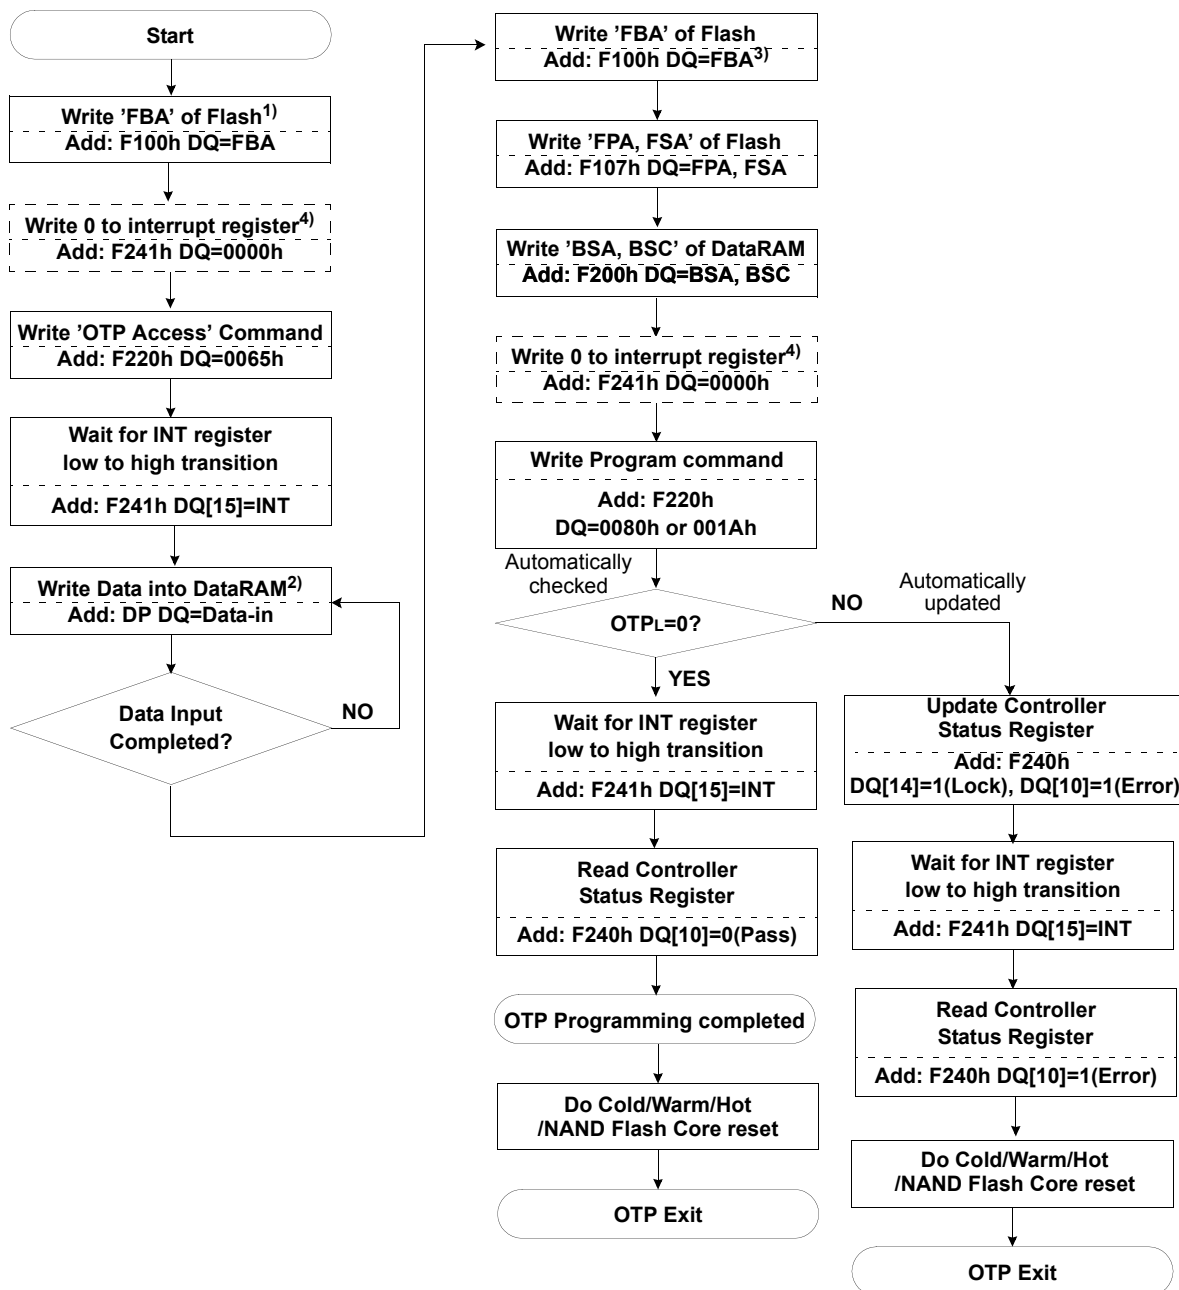 Start
Write ’FBA’ of Flash1)
Add: F100h DQ=FBA
Write 0 to interrupt register4)
Add: F241h DQ=0000h
Write ’OTP Access’ Command
Add: F220h DQ=0065h
Wait for INT register
low to high transition
Add: F241h DQ[15]=INT
Write Data into DataRAM2)
Add: DP DQ=Data-in
Data Input
Completed?
NO
Write ’FBA’ of Flash
Add: F100h DQ=FBA3)
Write ’FPA, FSA’ of Flash
Add: F107h DQ=FPA, FSA
Write ’BSA, BSC’ of DataRAM
Add: F200h DQ=BSA, BSC
Write 0 to interrupt register4)
Add: F241h DQ=0000h
Write Program command
Add: F220h
DQ=0080h or 001Ah
Automatically
checked
OTPL=0?
NO
Automatically
updated
YES
Wait for INT register
low to high transition
Add: F241h DQ[15]=INT
Read Controller
Status Register
Add: F240h DQ[10]=0(Pass)
OTP Programming completed
Do Cold/Warm/Hot
/NAND Flash Core reset
OTP Exit
Update Controller
Status Register
Add: F240h
DQ[14]=1(Lock), DQ[10]=1(Error)
Wait for INT register
low to high transition
Add: F241h DQ[15]=INT
Read Controller
Status Register
Add: F240h DQ[10]=1(Error)
Do Cold/Warm/Hot
/NAND Flash Core reset
OTP Exit